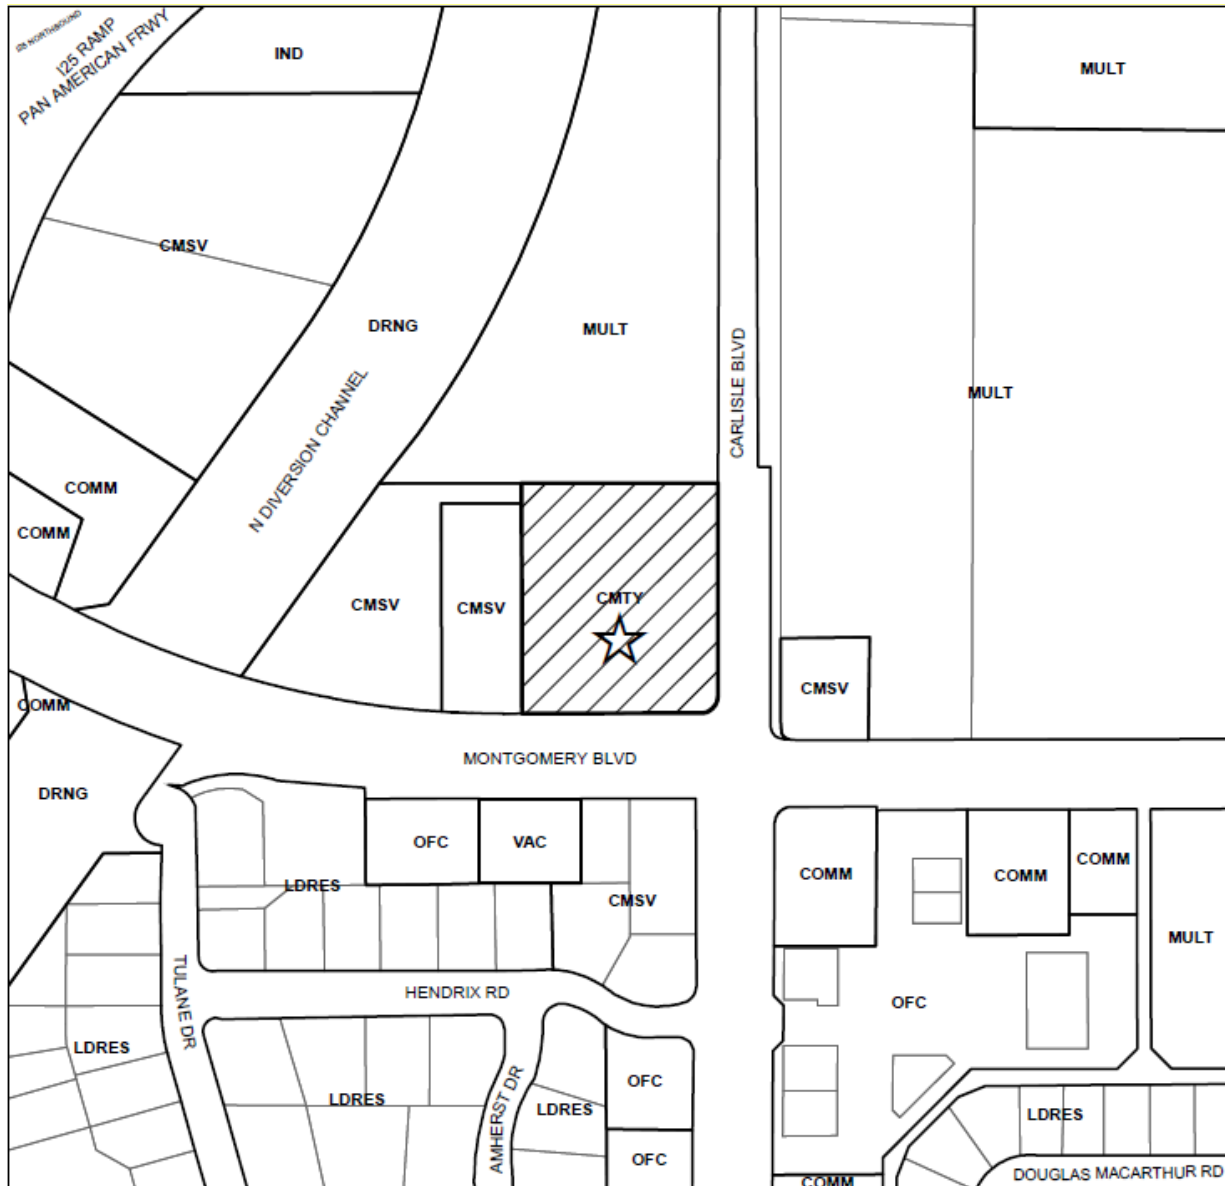 I25 NORTHBOUND
I25 RAMP
PAN AMERICAN FRWY
IND
MULT
CMSV
DRNG
MULT
CARLISLE BLVD
MULT
N DIVERSION CHANNEL
COMM
COMM
CMSV
CMSV
CMTY
CMSV
COMM
MONTGOMERY BLVD
DRNG
OFC
VAC
COMM
COMM
COMM
LDRES
CMSV
MULT
TULANE DR
HENDRIX RD
OFC
LDRES
LDRES
AMHERST DR
LDRES
OFC
LDRES
OFC
DOUGLAS MACARTHUR RD
COMM